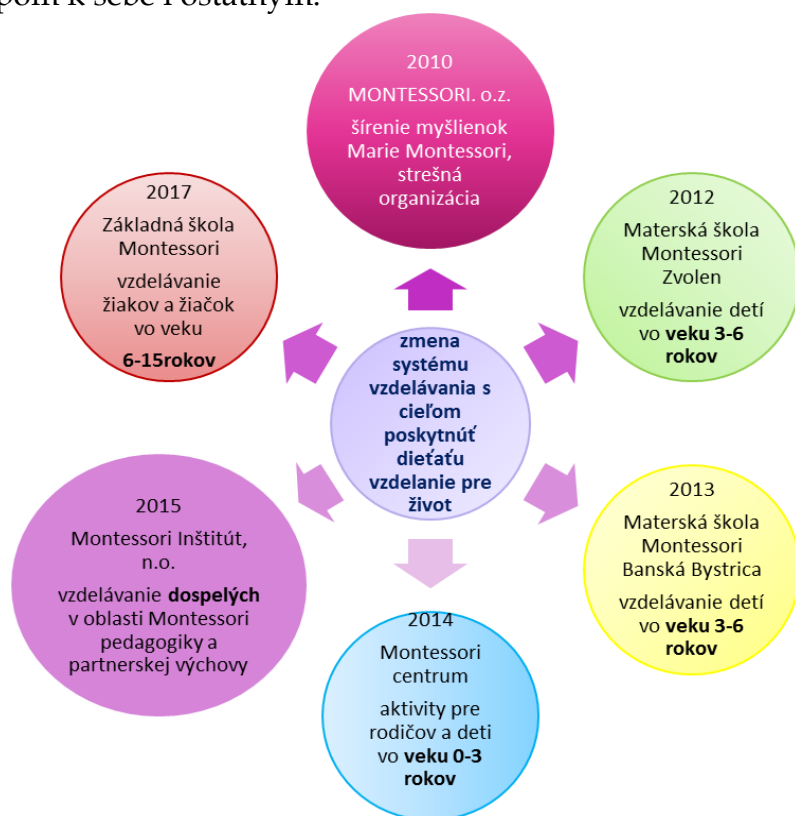 k sebe i ostatným.
2010
MONTESSORI. o.z.
šírenie myšlienok
Marie Montessori,
strešná
organizácia
2012
Materská škola
Montessori
Zvolen
vzdelávanie detí
vo veku 3-6
rokov
2013
Materská škola
Montessori
Banská Bystrica
vzdelávanie detí
vo veku 3-6
rokov
2014
Montessori
centrum
aktivity pre
rodičov a deti
vo veku 0-3
rokov
2015
Montessori Inštitút,
n.o.
vzdelávanie dospelých
v oblasti Montessori
pedagogiky a
partnerskej výchovy
2017
Základná škola
Montessori
vzdelávanie
žiakov a žiačok
vo veku
6-15rokov
zmena
systému
vzdelávania s
cieľom
poskytnúť
dieťaťu
vzdelanie pre
život